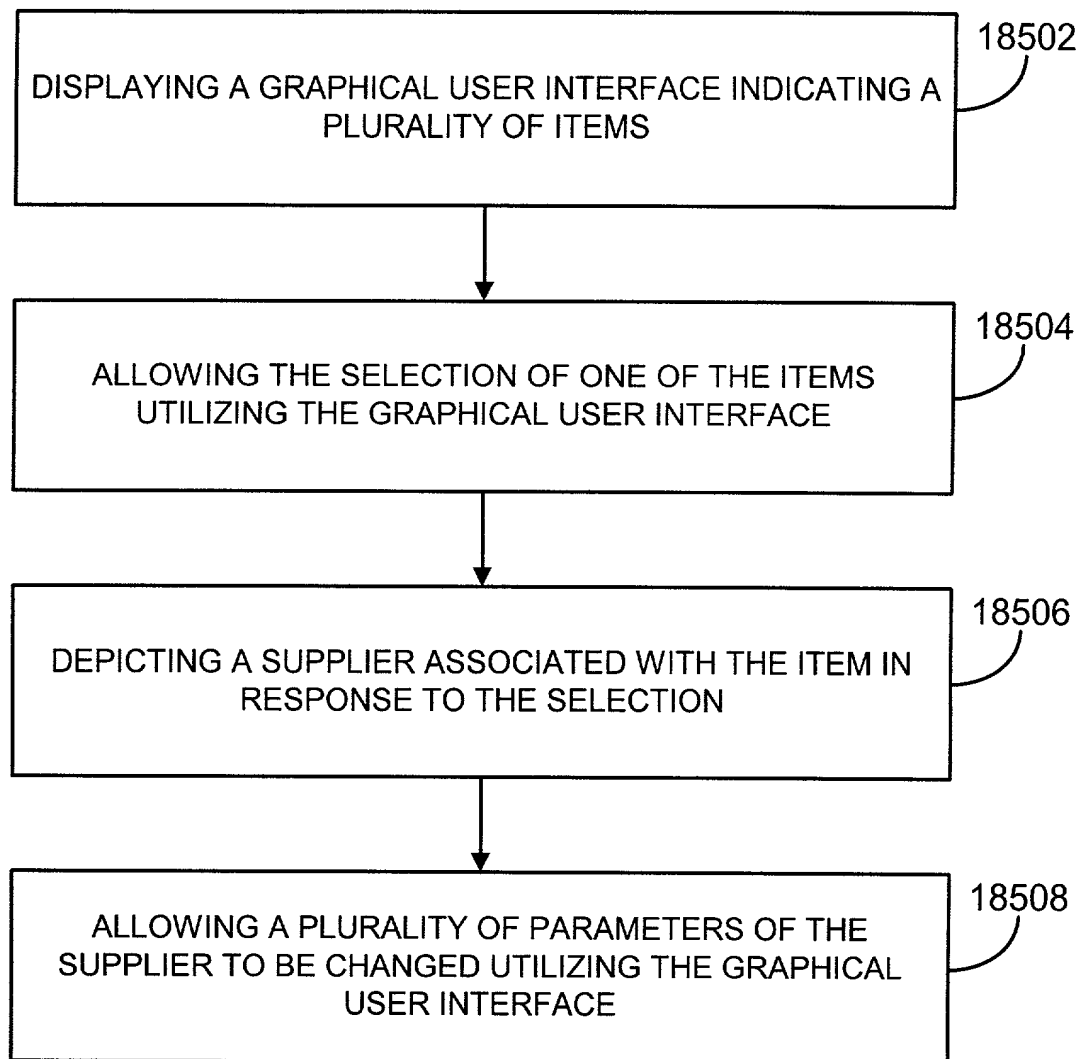 18502
DISPLAYING A GRAPHICAL USER INTERFACE INDICATING A
PLURALITY OF ITEMS
18504
ALLOWING THE SELECTION OF ONE OF THE ITEMS
UTILIZING THE GRAPHICAL USER INTERFACE
18506
DEPICTING A SUPPLIER ASSOCIATED WITH THE ITEM IN
RESPONSE TO THE SELECTION
18508
ALLOWING A PLURALITY OF PARAMETERS OF THE
SUPPLIER TO BE CHANGED UTILIZING THE GRAPHICAL
USER INTERFACE